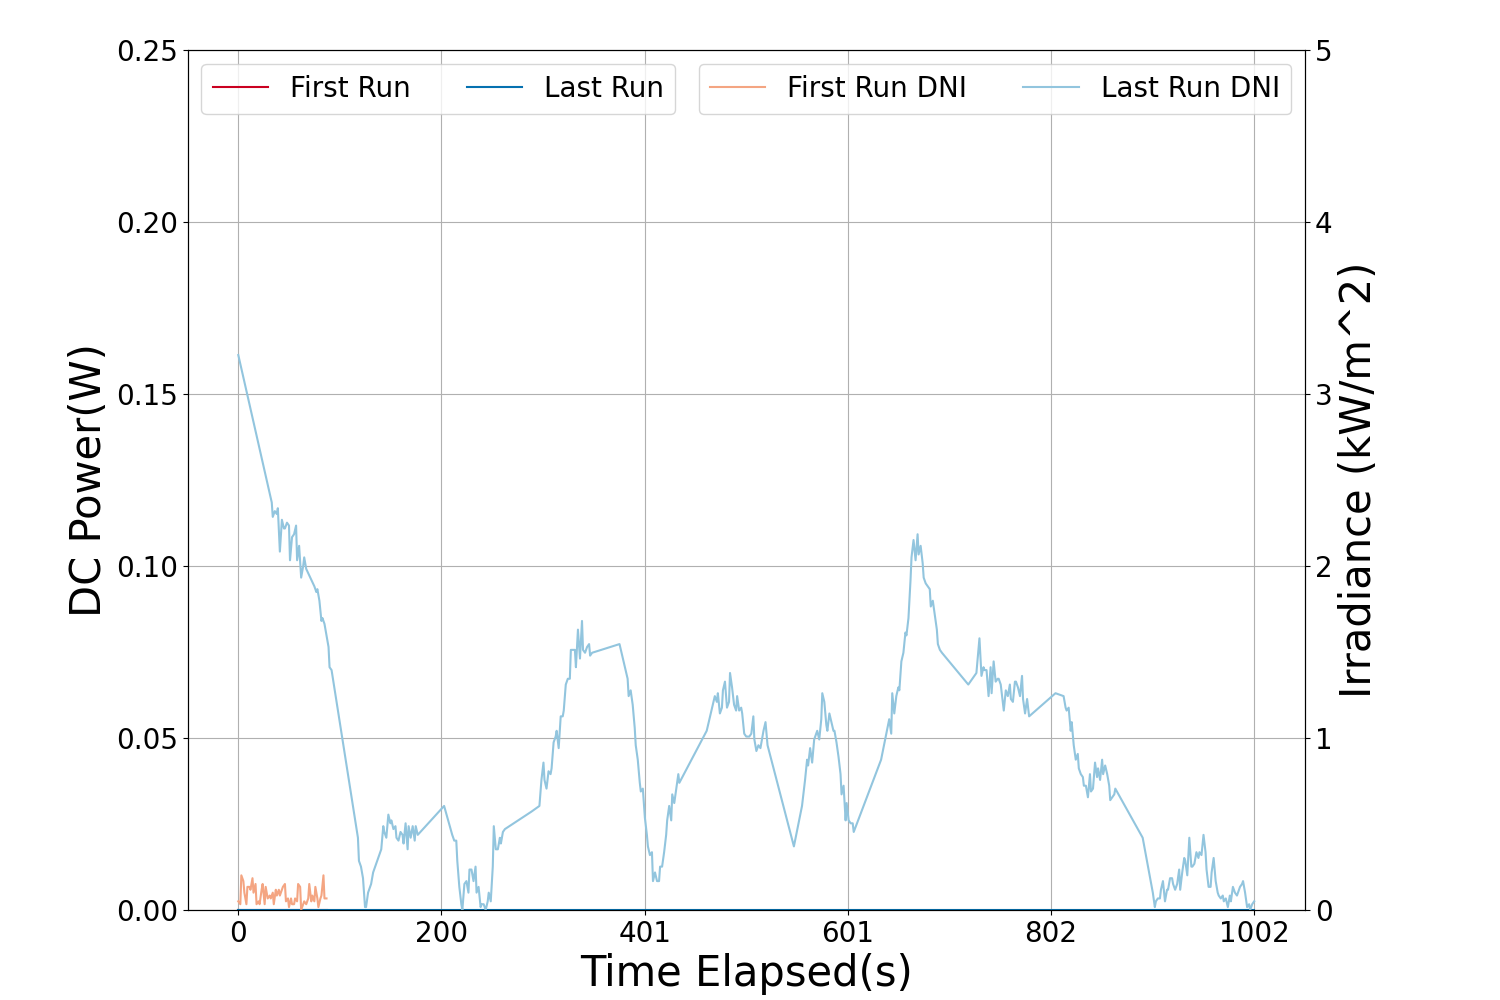 First Run
Last Run
First Run DNI
Last Run DNI
DC Power(W)
0.25
0.20
0.15
0.10
0.05
0.00
5
4
3
2
1
0
Irradiance (kW/m^2)
0 200 401 601 802 1002
Time Elapsed(s)